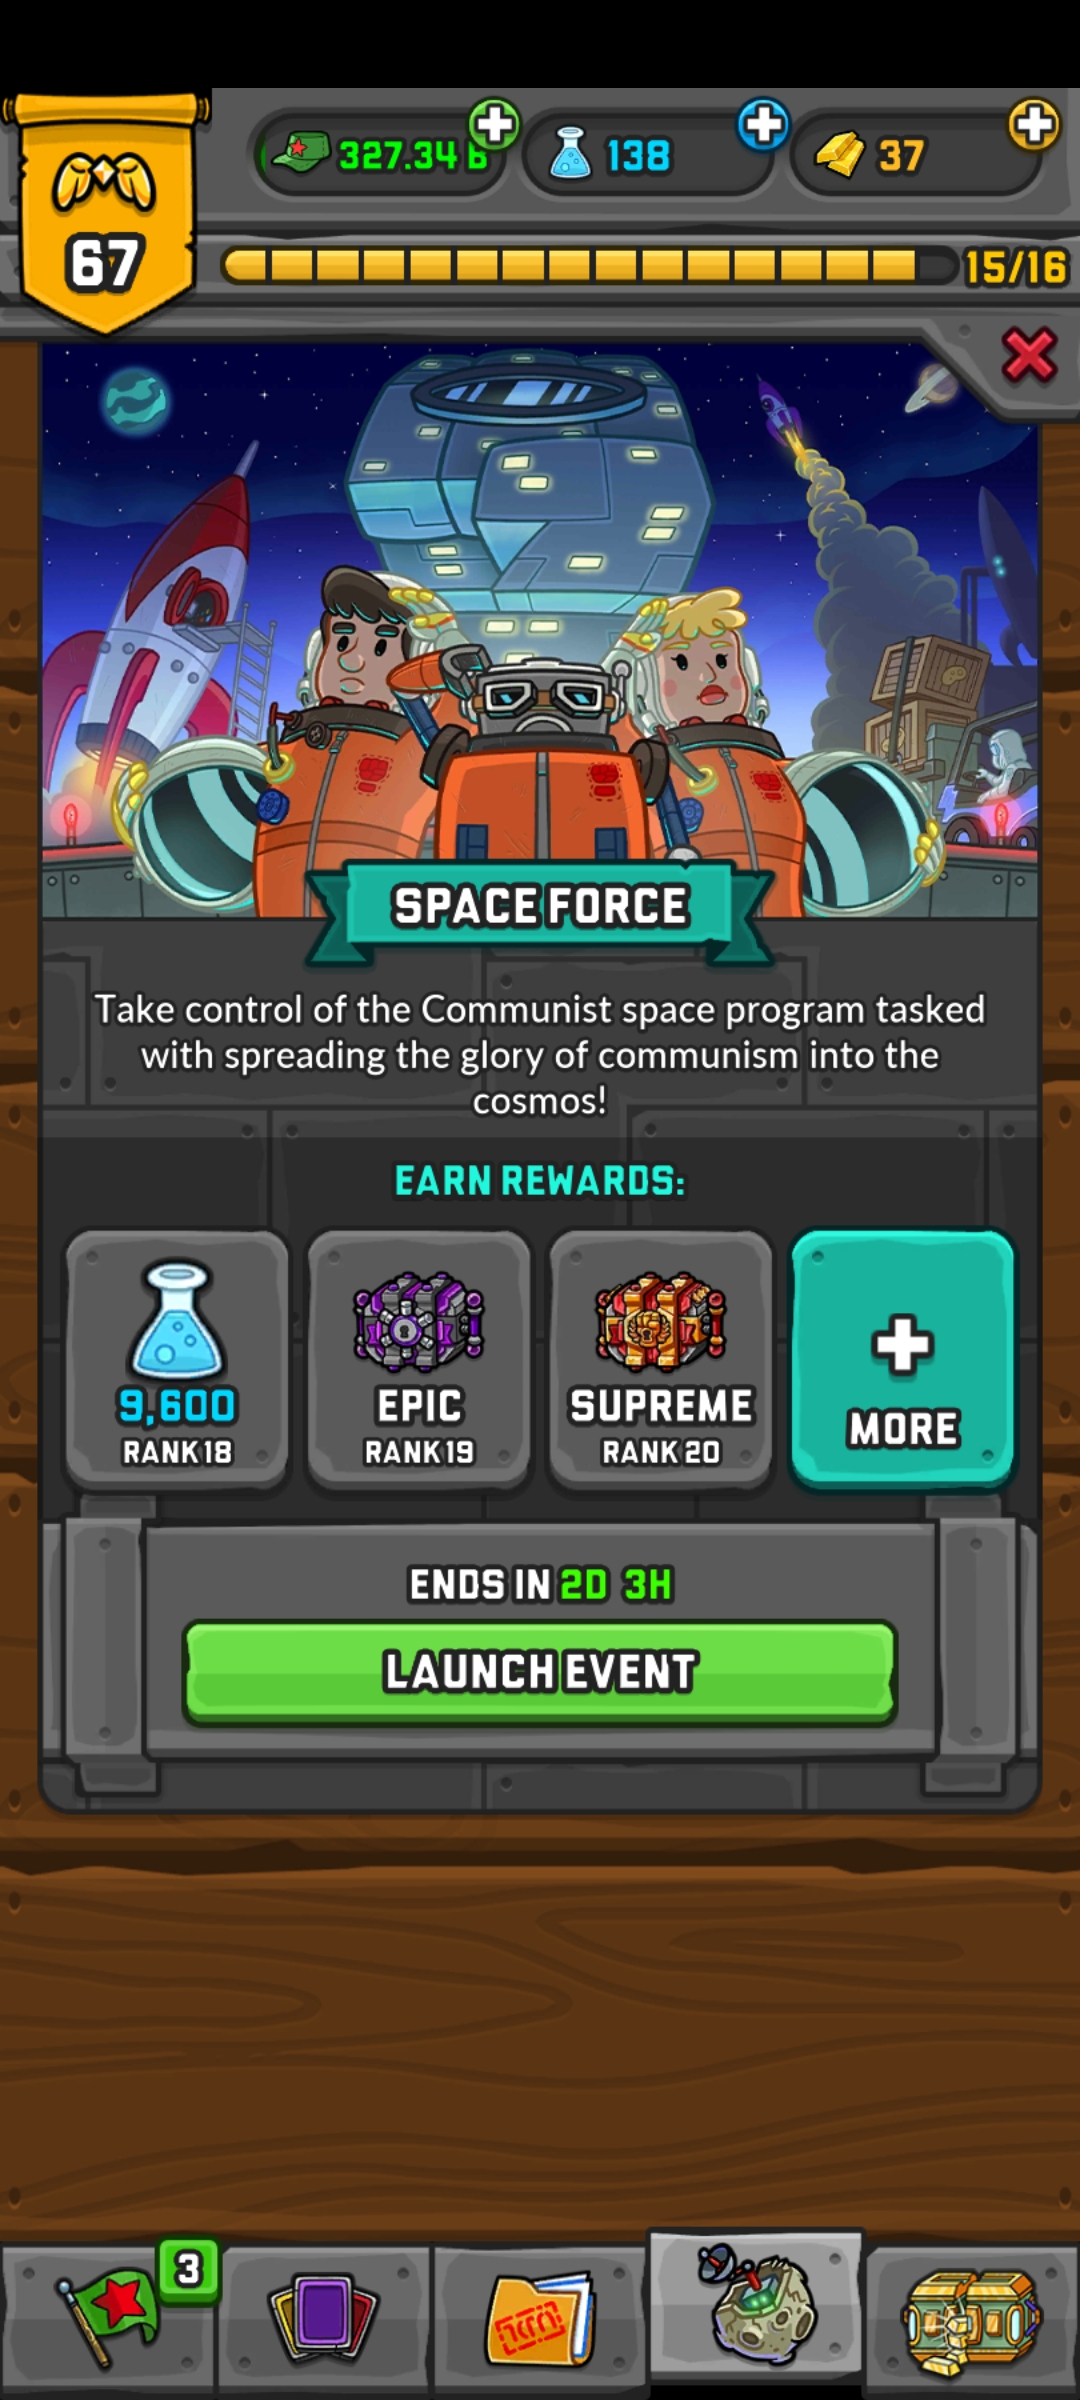 327.34 B
138
37
67
15/16
SPACE FORCE
Take control of the Communist space program tasked
with spreading the glory of communism into the
cosmos!
EARN REWARDS:
9,600
RANK 18
EPIC
RANK 19
SUPREME
RANK 20
MORE
ENDS IN 2D 3H
LAUNCH EVENT
3